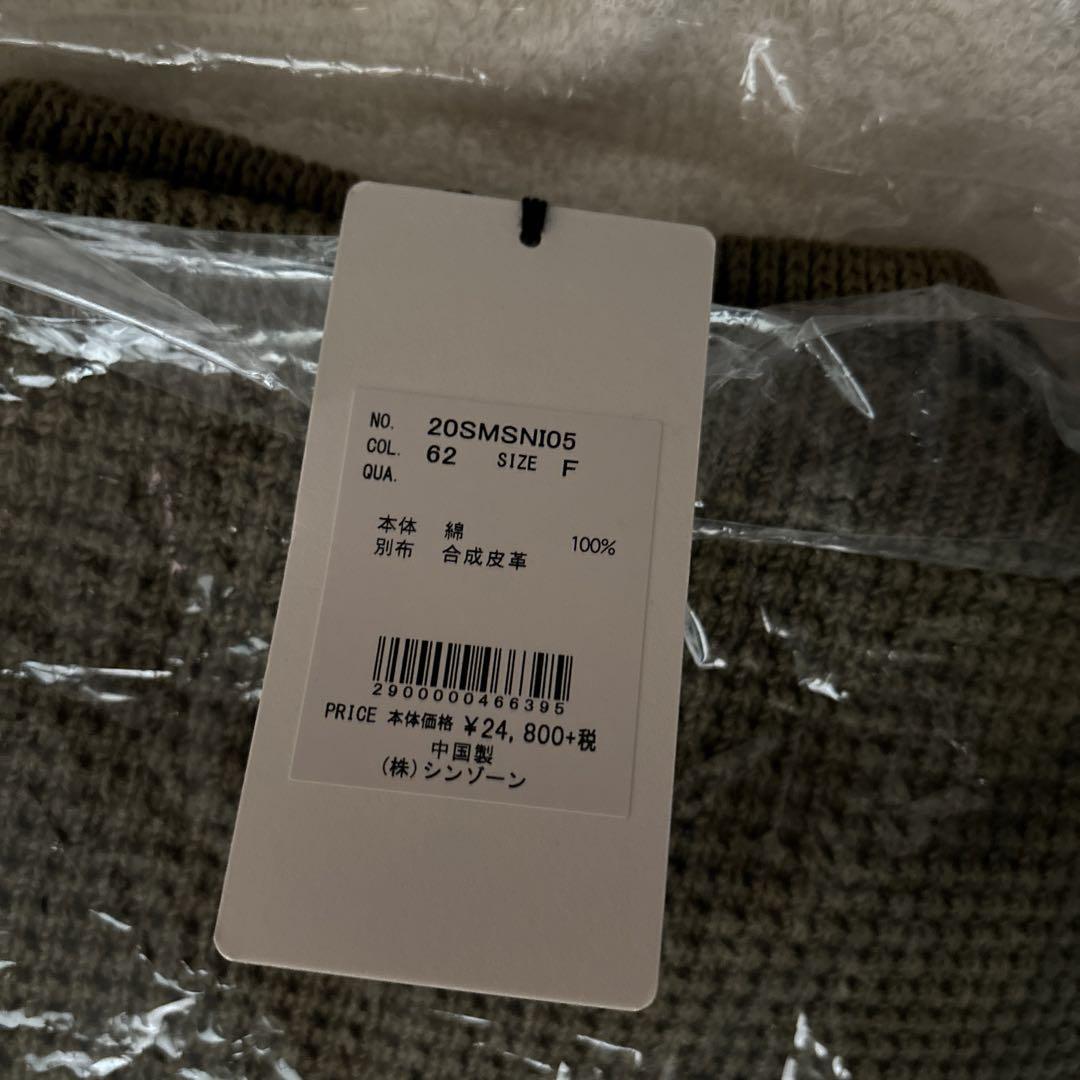 NO. 20SMSNI05
COL. 62 SIZE F
QUA.
本体 綿 100%
別布 合成皮革
2900000466395
PRICE 本体価格 ¥24,800+税
中国製
(株)シンゾーン